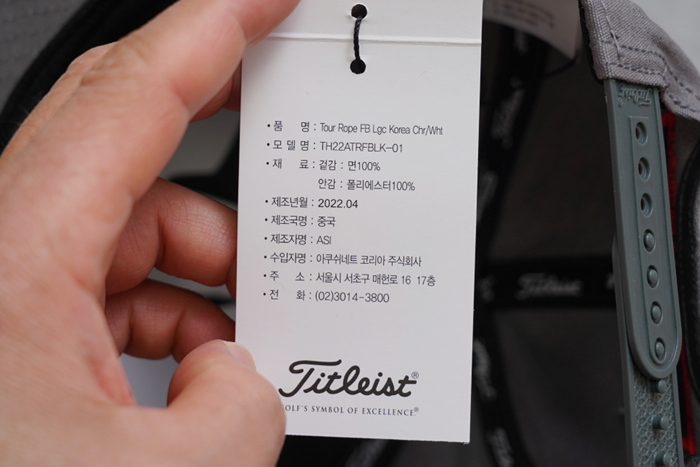 • 품 명 : Tour Rope FB Lgc Korea Chr/Wht
• 모 델 명 : TH22ATRFBLK-01
• 재 료 : 겉감 : 면100%
안감 : 폴리에스터100%
• 제조년월 : 2022.04
• 제조국명 : 중국
• 제조자명 : ASI
• 수입자명 : 아쿠쉬네트 코리아 주식회사
• 주 소 : 서울시 서초구 매헌로 16 17층
• 전 화 : (02)3014-3800
Titleist®
GOLF'S SYMBOL OF EXCELLENCE®
Titleist
Titleist